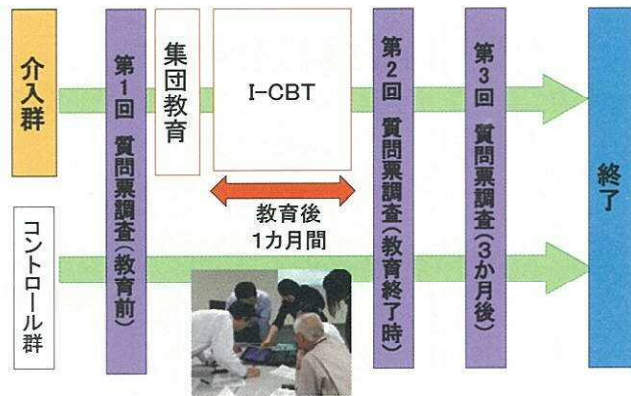 介入群
第1回 質問票調査(教育前)
集団教育
I-CBT
教育後
1カ月間
第2回 質問票調査(教育終了時)
第3回 質問票調査(3か月後)
終了
コントロール群